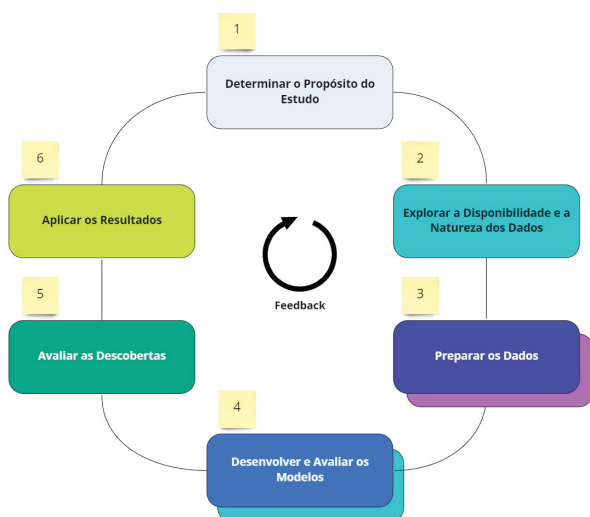 1
Determinar o Propósito do
Estudo
2
Explorar a Disponibilidade e a
Natureza dos Dados
3
Preparar os Dados
4
Desenvolver e Avaliar os
Modelos
5
Avaliar as Descobertas
6
Aplicar os Resultados
Feedback